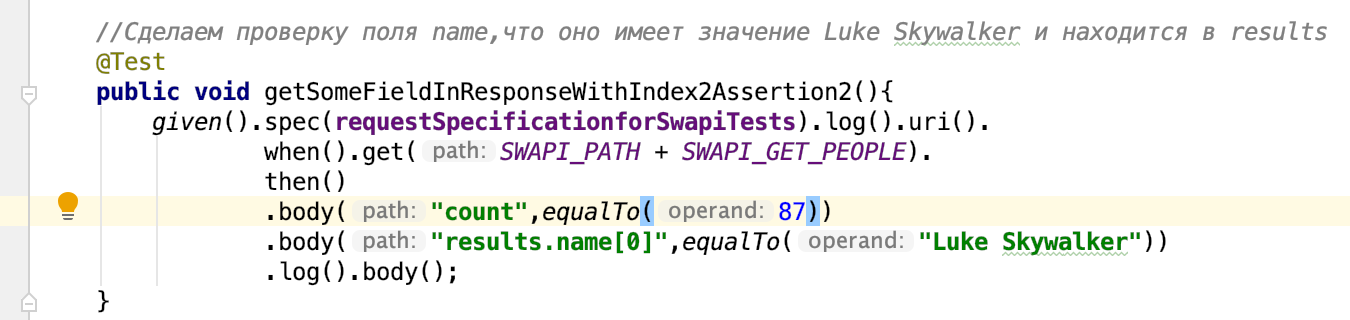 //Сделаем проверку поля name,что оно имеет значение Luke Skywalker и находится в results
@Test
public void getSomeFieldInResponseWithIndex2Assertion2(){
given().spec(requestSpecificationforSwapiTests).log().uri().
when().get( path: SWAPI_PATH + SWAPI_GET_PEOPLE).
then()
.body( path: "count",equalTo( operand: 87))
.body( path: "results.name[0]",equalTo( operand: "Luke Skywalker"))
.log().body();
}